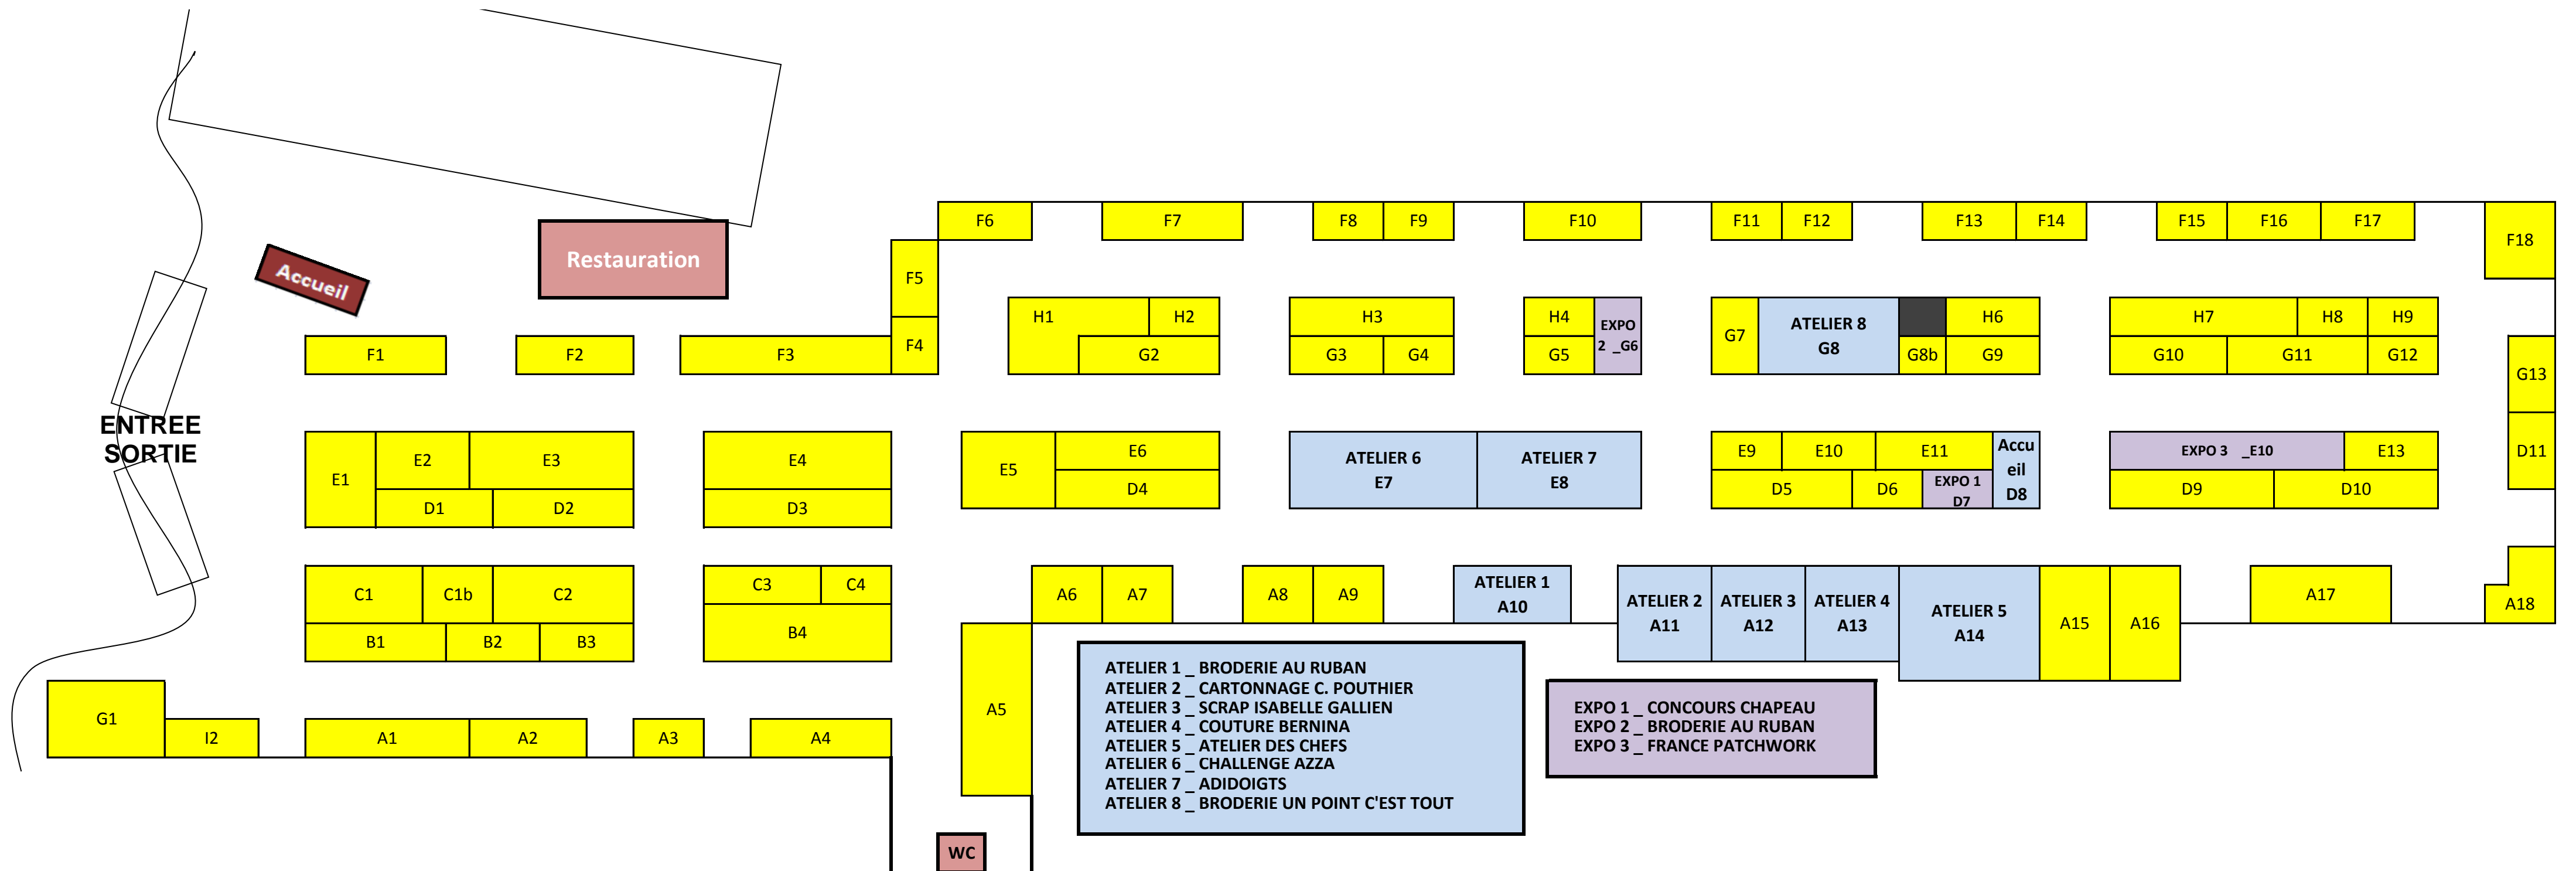 F6
F7
F8
F9
F10
F11
F12
F13
F14
F15
F16
F17
F18
Accueil
Restauration
F5
F4
F1
F2
F3
H1
H2
G2
H3
G3
G4
H4
G5
EXPO
2 _G6
G7
ATELIER 8
G8
G8b
H6
G9
H7
H8
H9
G10
G11
G12
G13
D11
ENTREE
SORTIE
E1
E2
E3
D1
D2
E4
D3
E5
E6
D4
ATELIER 6
E7
ATELIER 7
E8
E9
E10
E11
D5
D6
EXPO 1
D7
Accu
eil
D8
EXPO 3 _E10
E13
D9
D10
C1
C1b
C2
B1
B2
B3
C3
C4
B4
A6
A7
A8
A9
ATELIER 1
A10
ATELIER 2
A11
ATELIER 3
A12
ATELIER 4
A13
ATELIER 5
A14
A15
A16
A17
A18
G1
I2
A1
A2
A3
A4
A5
ATELIER 1 _ BRODERIE AU RUBAN
ATELIER 2 _ CARTONNAGE C. POUTHIER
ATELIER 3 _ SCRAP ISABELLE GALLIEN
ATELIER 4 _ COUTURE BERNINA
ATELIER 5 _ ATELIER DES CHEFS
ATELIER 6 _ CHALLENGE AZZA
ATELIER 7 _ ADIDOIGTS
ATELIER 8 _ BRODERIE UN POINT C'EST TOUT
EXPO 1 _ CONCOURS CHAPEAU
EXPO 2 _ BRODERIE AU RUBAN
EXPO 3 _ FRANCE PATCHWORK
WC